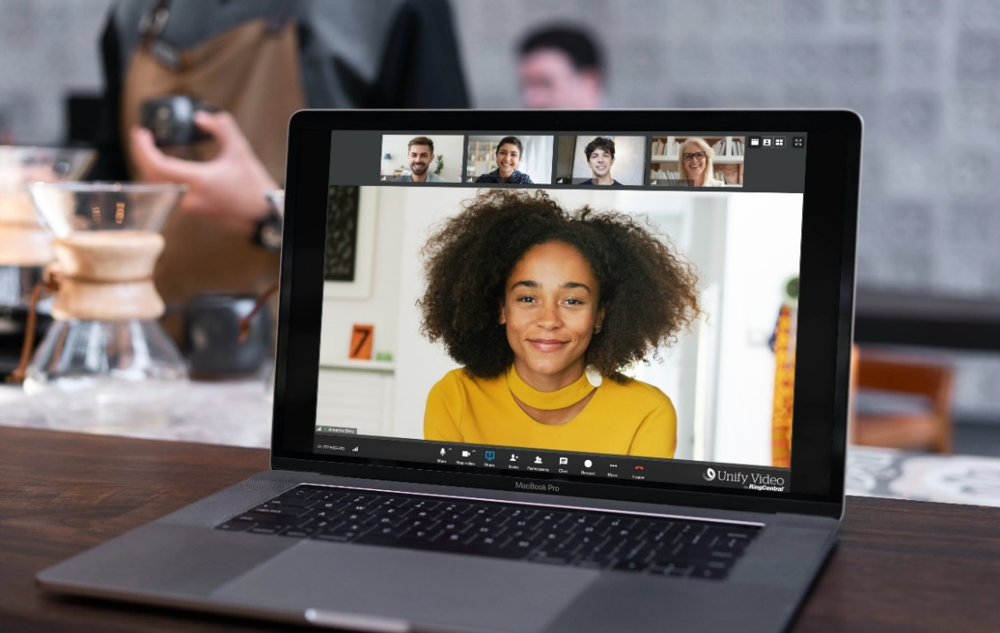 7
Mute
Stop video
Share
Invite
Participants
Chat
Record
More
Leave
Unify Video
by RingCentral
MacBook Pro